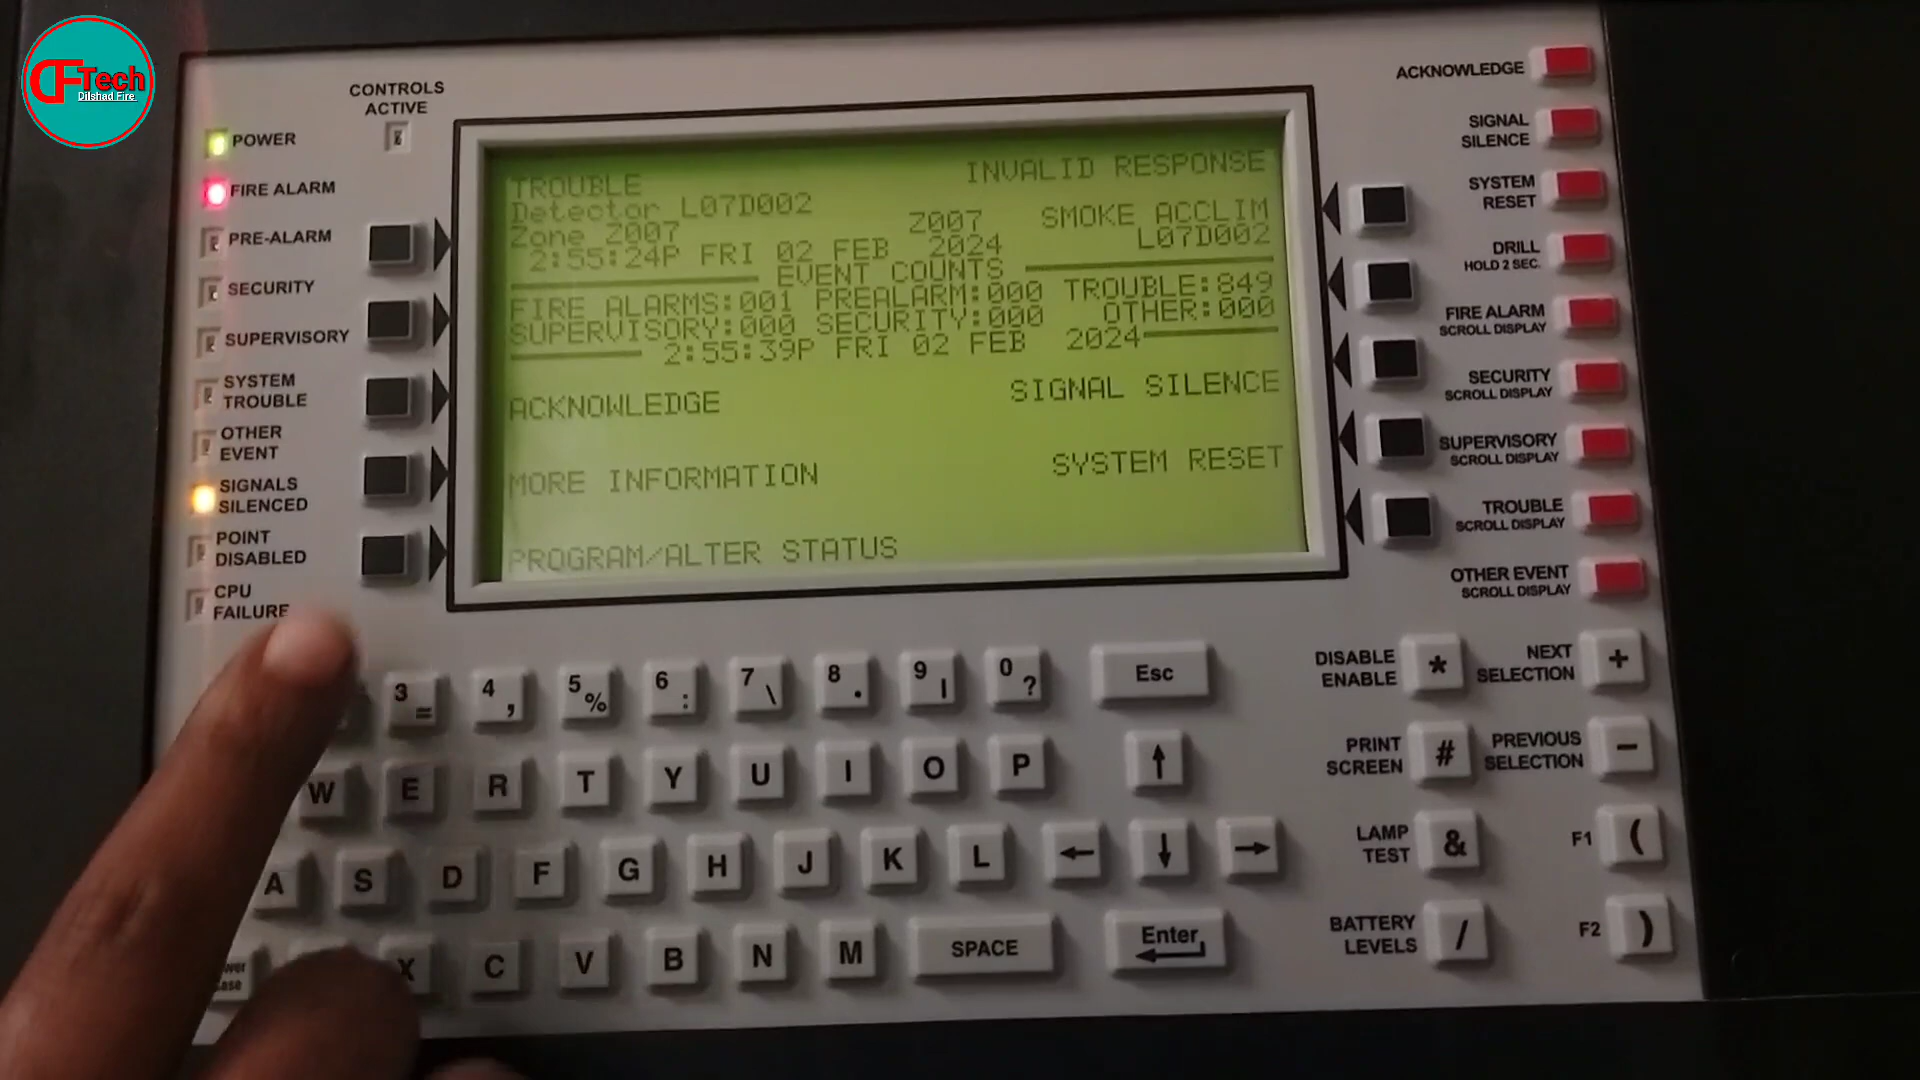 DFTech
Dilshad Fire
CONTROLS
ACTIVE
POWER
FIRE ALARM
PRE-ALARM
SECURITY
SUPERVISORY
SYSTEM
TROUBLE
OTHER
EVENT
SIGNALS
SILENCED
POINT
DISABLED
CPU
FAILURE
TROUBLE INVALID RESPONSE
Detector L07D002 SMOKE ACCLIM
Zone Z007 Z007 L07D002
2:55:24P FRI 02 FEB 2024
EVENT COUNTS
FIRE ALARMS:001 PREALARM:000 TROUBLE:849
SUPERVISORY:000 SECURITY:000 OTHER:000
2:55:39P FRI 02 FEB 2024
ACKNOWLEDGE SIGNAL SILENCE
MORE INFORMATION SYSTEM RESET
PROGRAM/ALTER STATUS
ACKNOWLEDGE
SIGNAL
SILENCE
SYSTEM
RESET
DRILL
HOLD 2 SEC.
FIRE ALARM
SCROLL DISPLAY
SECURITY
SCROLL DISPLAY
SUPERVISORY
SCROLL DISPLAY
TROUBLE
SCROLL DISPLAY
OTHER EVENT
SCROLL DISPLAY
3 = 4 , 5 % 6 : 7 \ 8 . 9 | 0 ? Esc
W E R T Y U I O P ↑
A S D F G H J K L ← ↓ →
X C V B N M SPACE Enter
DISABLE
ENABLE *
NEXT
SELECTION +
PRINT
SCREEN #
PREVIOUS
SELECTION −
LAMP
TEST &
F1 (
BATTERY
LEVELS /
F2 )